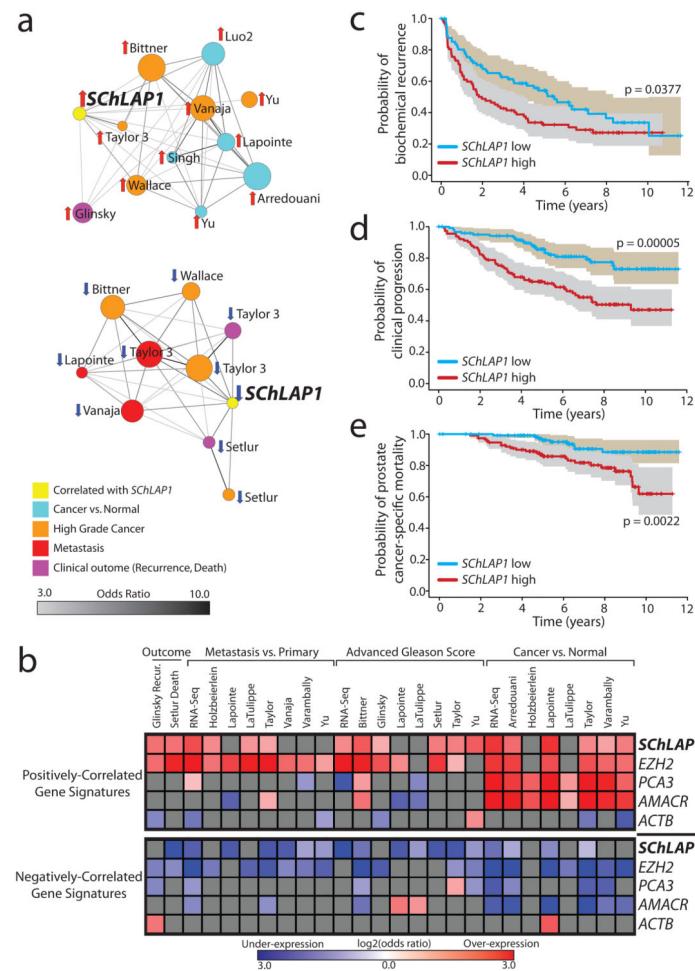 a
Bittner
Luo2
SChLAP1
Yu
Vanaja
Taylor 3
Lapointe
Singh
Wallace
Arredouani
Glinsky
Yu
Wallace
Bittner
Taylor 3
Lapointe
Taylor 3
Taylor 3
SChLAP1
Vanaja
Setlur
Setlur
Correlated with SChLAP1
Cancer vs. Normal
High Grade Cancer
Metastasis
Clinical outcome (Recurrence, Death)
3.0 Odds Ratio 10.0
c
Probability of
biochemical recurrence
1.0
0.8
0.6
0.4
0.2
0.0
p = 0.0377
SChLAP1 low
SChLAP1 high
0 2 4 6 8 10 12
Time (years)
d
Probability of
clinical progression
1.0
0.8
0.6
0.4
0.2
0.0
p = 0.00005
SChLAP1 low
SChLAP1 high
0 2 4 6 8 10 12
Time (years)
e
Probability of prostate
cancer-specific mortality
1.0
0.8
0.6
0.4
0.2
0.0
p = 0.0022
SChLAP1 low
SChLAP1 high
0 2 4 6 8 10 12
Time (years)
b
Outcome Metastasis vs. Primary Advanced Gleason Score Cancer vs. Normal
Glinsky Recur.
Setlur Death
RNA-Seq
Holzbeierlein
Lapointe
LaTulippe
Taylor
Vanaja
Varambally
Yu
RNA-Seq
Bittner
Glinsky
Lapointe
LaTulippe
Setlur
Taylor
Yu
RNA-Seq
Arredouani
Holzbeierlein
Lapointe
LaTulippe
Taylor
Varambally
Yu
Positively-Correlated
Gene Signatures
SChLAP
EZH2
PCA3
AMACR
ACTB
Negatively-Correlated
Gene Signatures
SChLAP
EZH2
PCA3
AMACR
ACTB
Under-expression log2(odds ratio) Over-expression
3.0 0.0 3.0